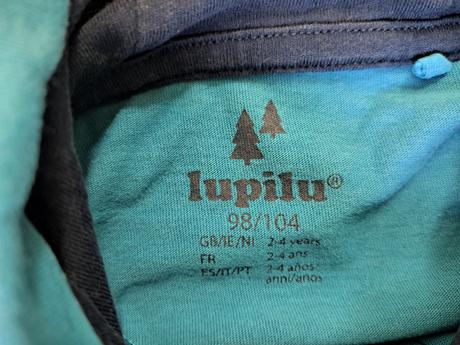 lupilu®
98/104
GB/IE/NI 2-4 years
FR 2-4 ans
ES/IT/PT 2-4 años
anni/anos